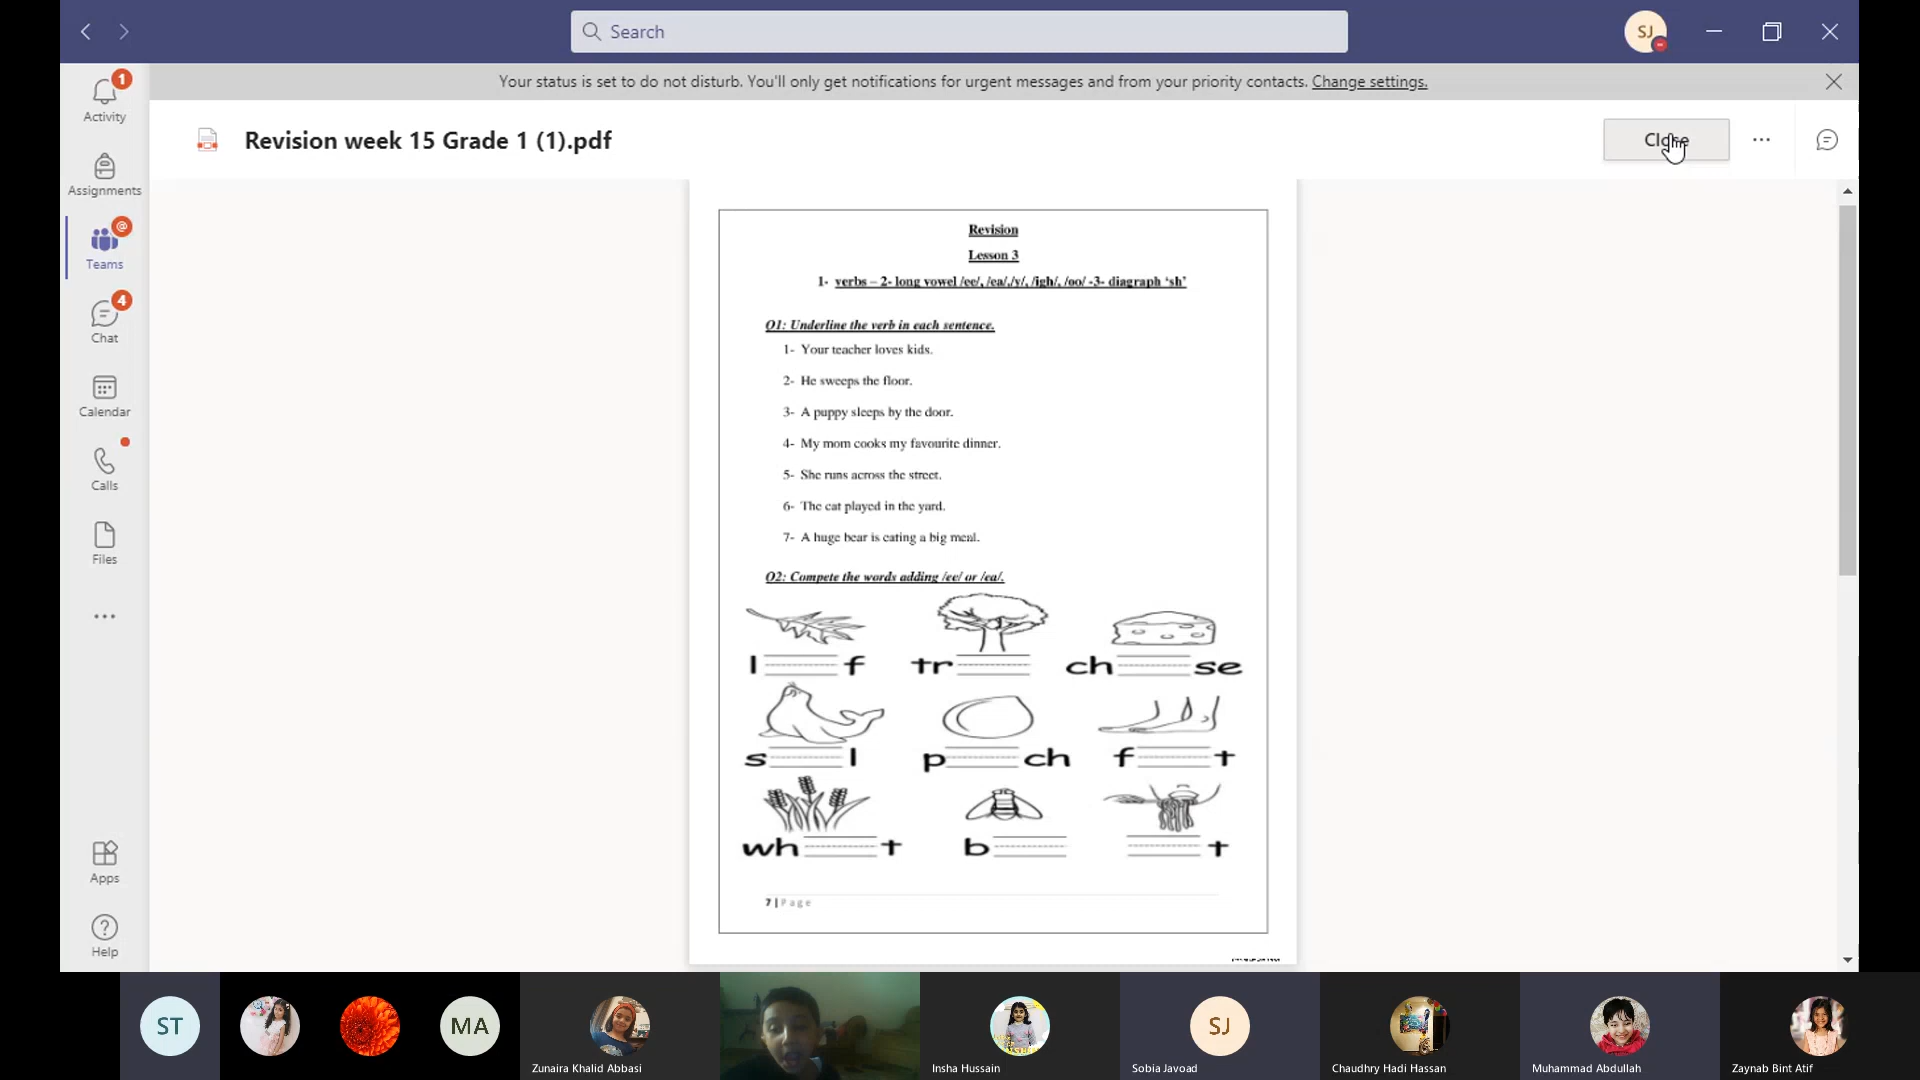 Search
SJ
Your status is set to do not disturb. You'll only get notifications for urgent messages and from your priority contacts. Change settings.
1
Activity
Assignments
@
Teams
4
Chat
Calendar
Calls
Files
Apps
Help
Revision week 15 Grade 1 (1).pdf
Close
Revision
Lesson 3
1- verbs – 2- long vowel /ee/, /ea/,/y/, /igh/, /oo/ -3- diagraph ‘sh’
Q1: Underline the verb in each sentence.
1- Your teacher loves kids.
2- He sweeps the floor.
3- A puppy sleeps by the door.
4- My mom cooks my favourite dinner.
5- She runs across the street.
6- The cat played in the yard.
7- A huge bear is eating a big meal.
Q2: Compete the words adding /ee/ or /ea/.
l f tr ch se
s l p ch f t
wh t b t
7 | Page
ST
MA
Zunaira Khalid Abbasi
Insha Hussain
SJ
Sobia Javoad
Chaudhry Hadi Hassan
Muhammad Abdullah
Zaynab Bint Atif